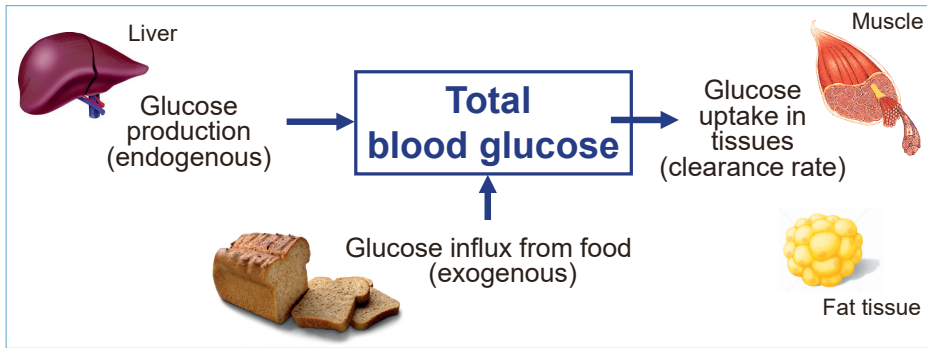 Liver
Glucose
production
(endogenous)
Total
blood glucose
Glucose influx from food
(exogenous)
Glucose
uptake in
tissues
(clearance rate)
Muscle
Fat tissue